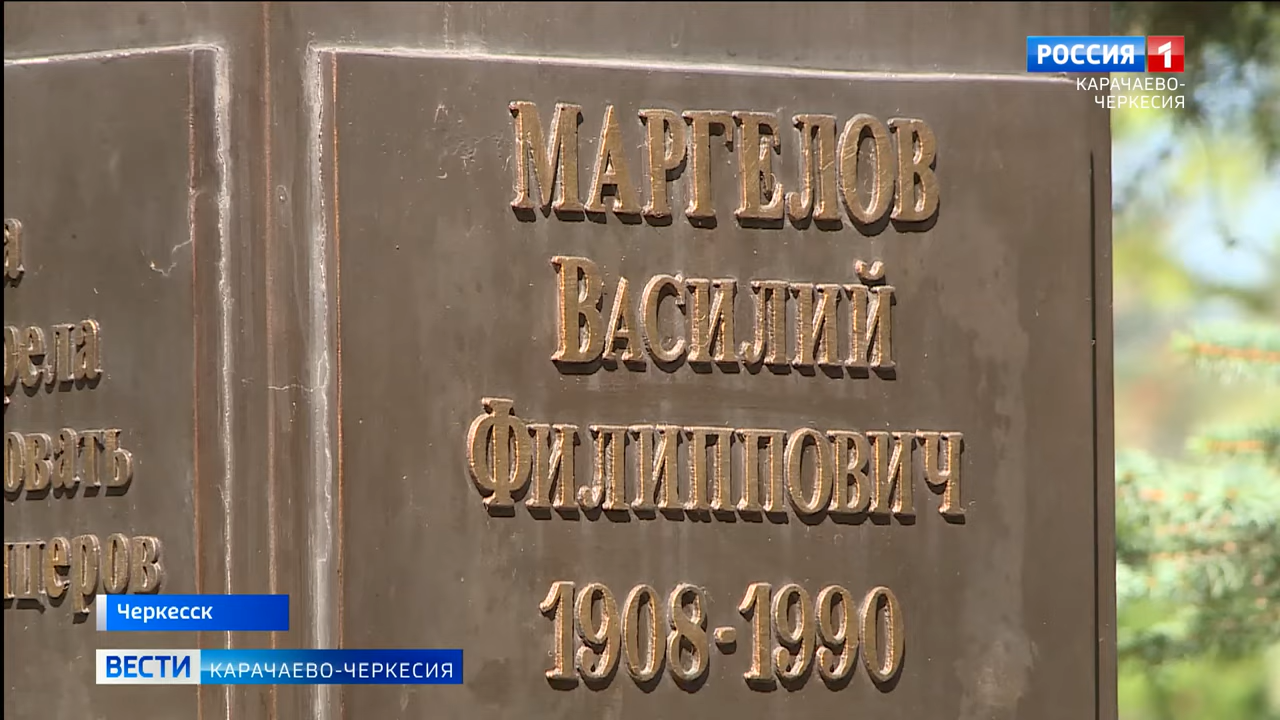 РОССИЯ 1
КАРАЧАЕВО-
ЧЕРКЕСИЯ
МАРГЕЛОВ
ВАСИЛИЙ
ФИЛИППОВИЧ
1908-1990
Черкесск
ВЕСТИ КАРАЧАЕВО-ЧЕРКЕСИЯ